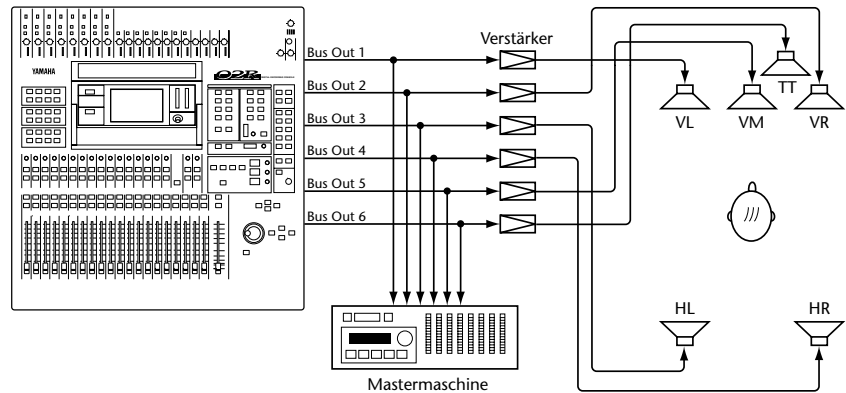 Verstärker
Bus Out 1
YAMAHA
02R
Bus Out 2
TT
VL
VM
VR
Bus Out 3
Bus Out 4
Bus Out 5
Bus Out 6
HL
HR
Mastermaschine